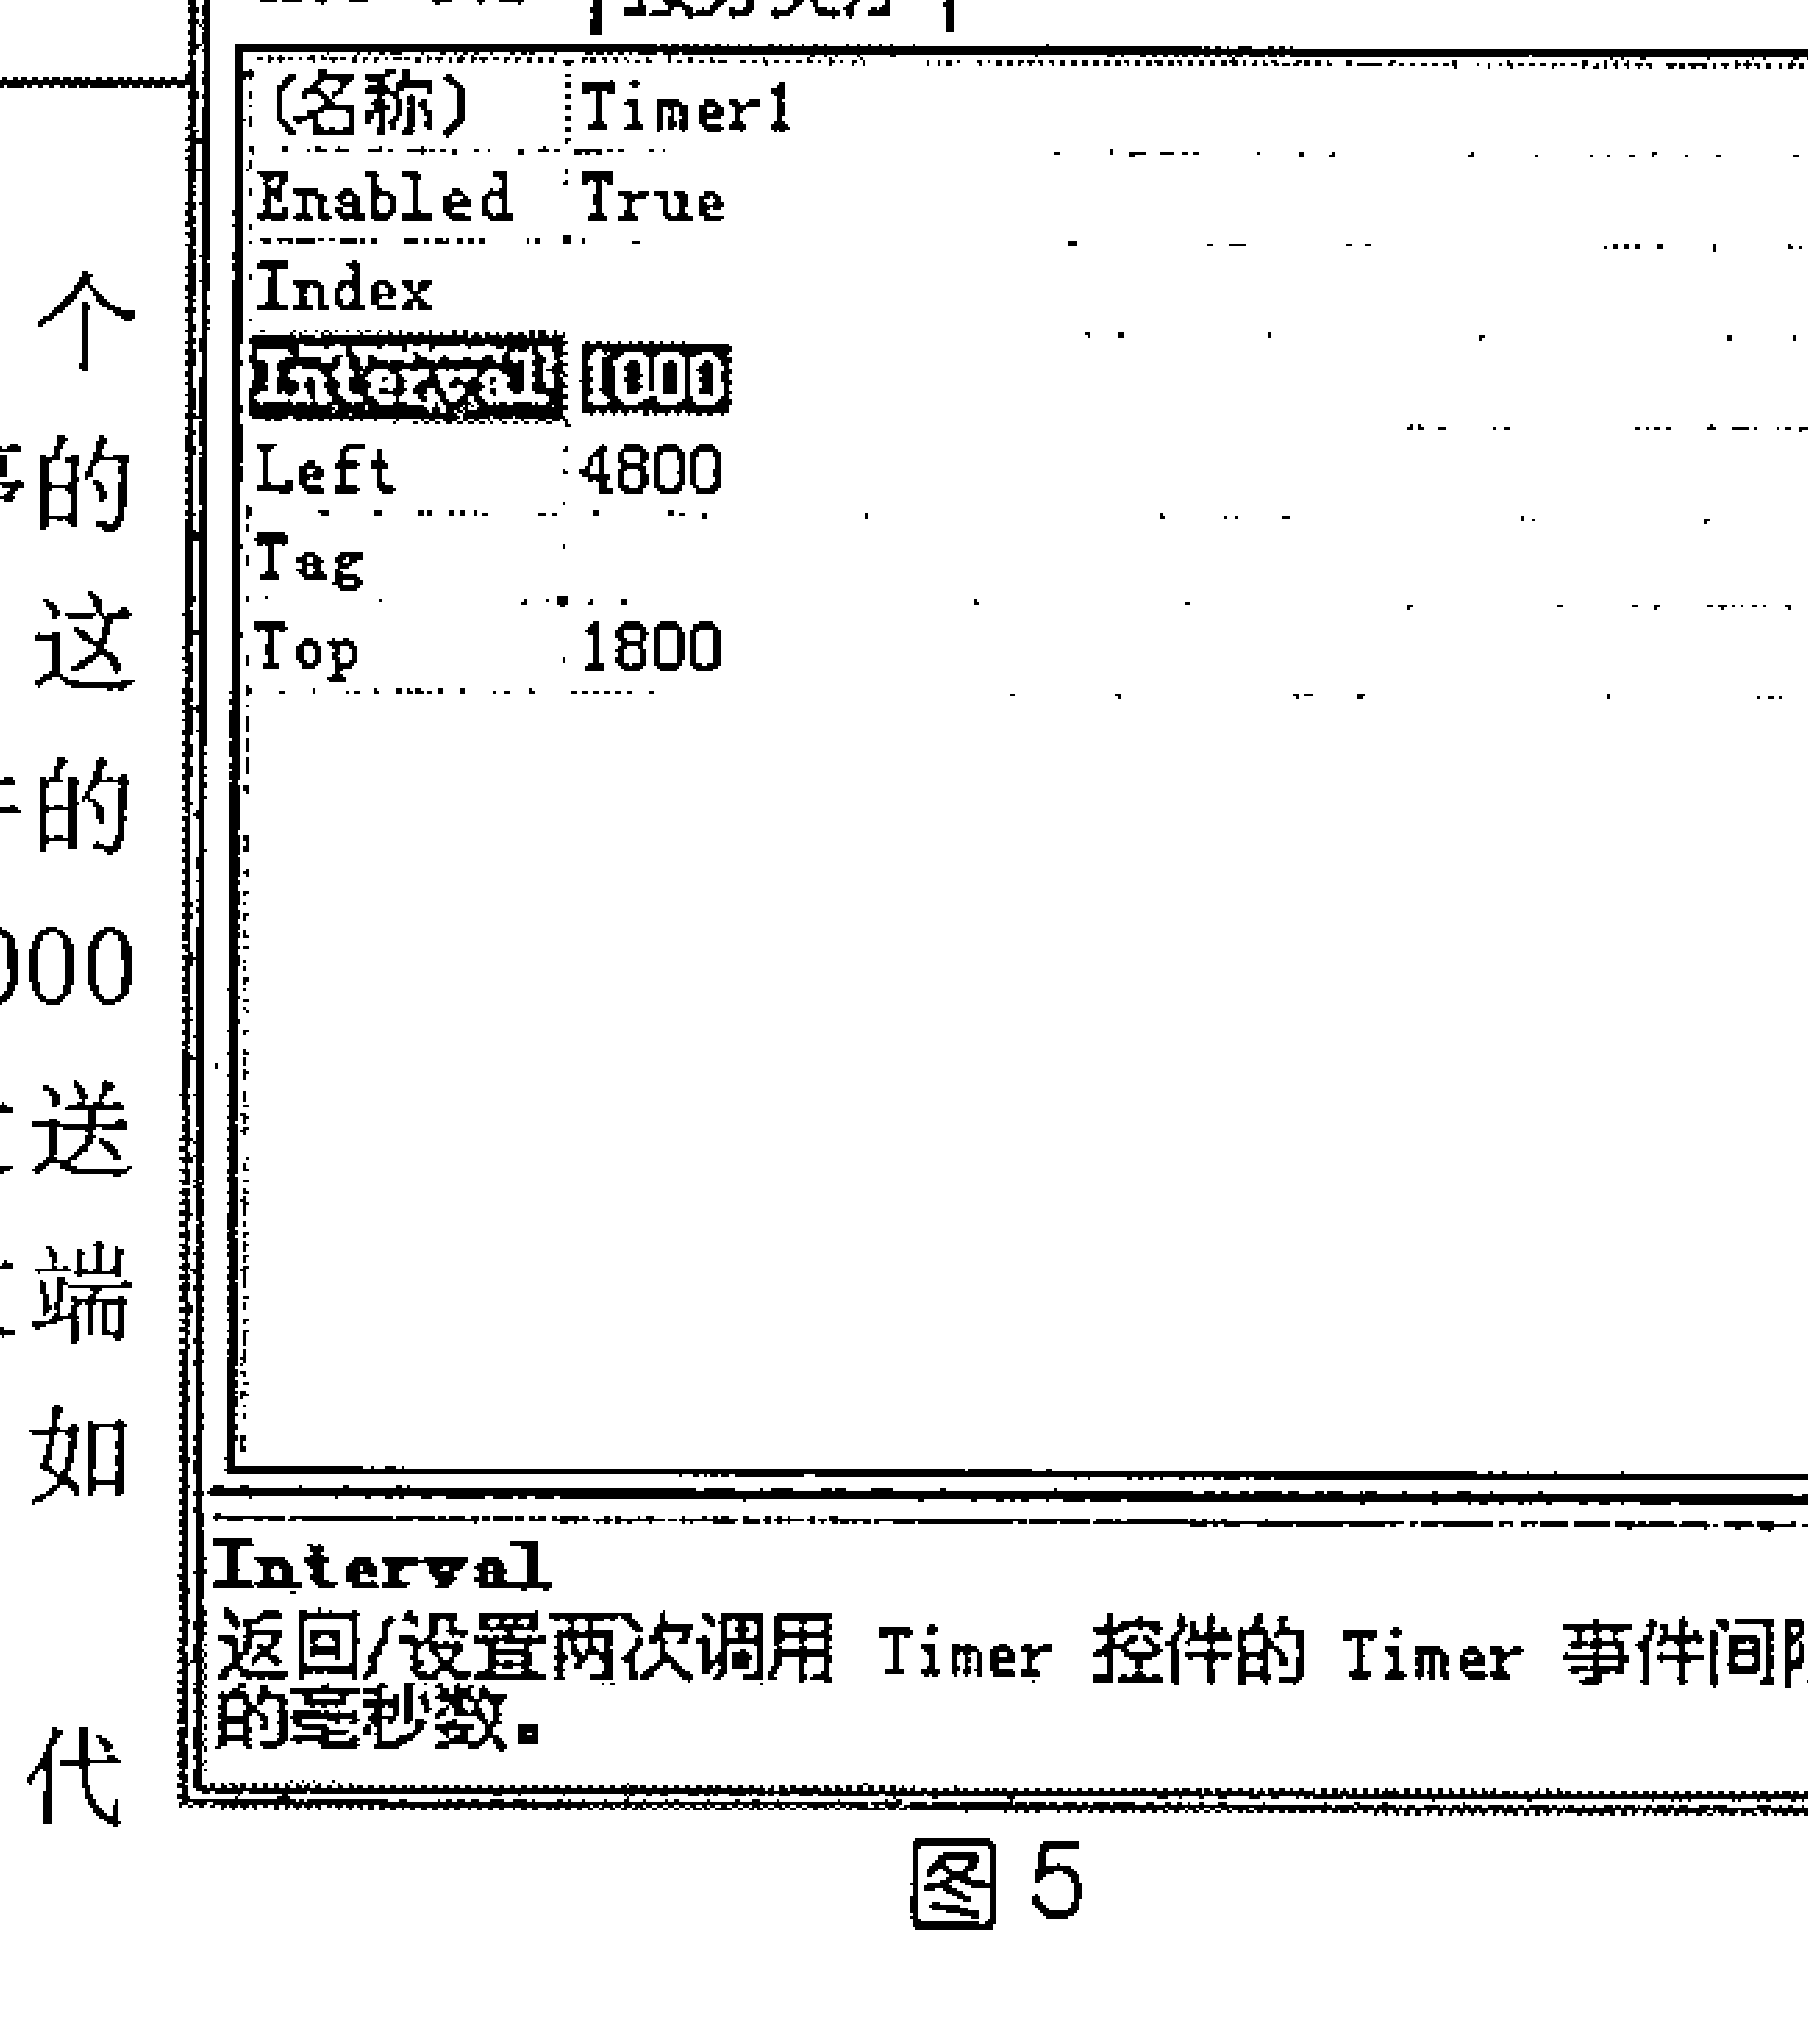 (名称) Timer1
Enabled True
Index
Interval 1000
Left 4800
Tag
Top 1800
Interval
返回/设置两次调用 Timer 控件的 Timer 事件间
的毫秒数。
图 5
个
的
这
的
000
送
端
如
代